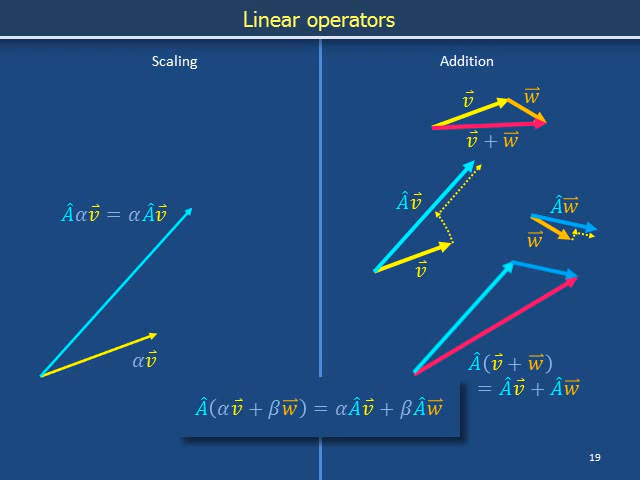 Linear operators
Scaling
Addition
v⃗
w⃗
v⃗ + w⃗
Âv⃗
v⃗
Âw⃗
w⃗
Âαv⃗ = αÂv⃗
αv⃗
Â(v⃗ + w⃗)
= Âv⃗ + Âw⃗
Â(αv⃗ + βw⃗) = αÂv⃗ + βÂw⃗
19